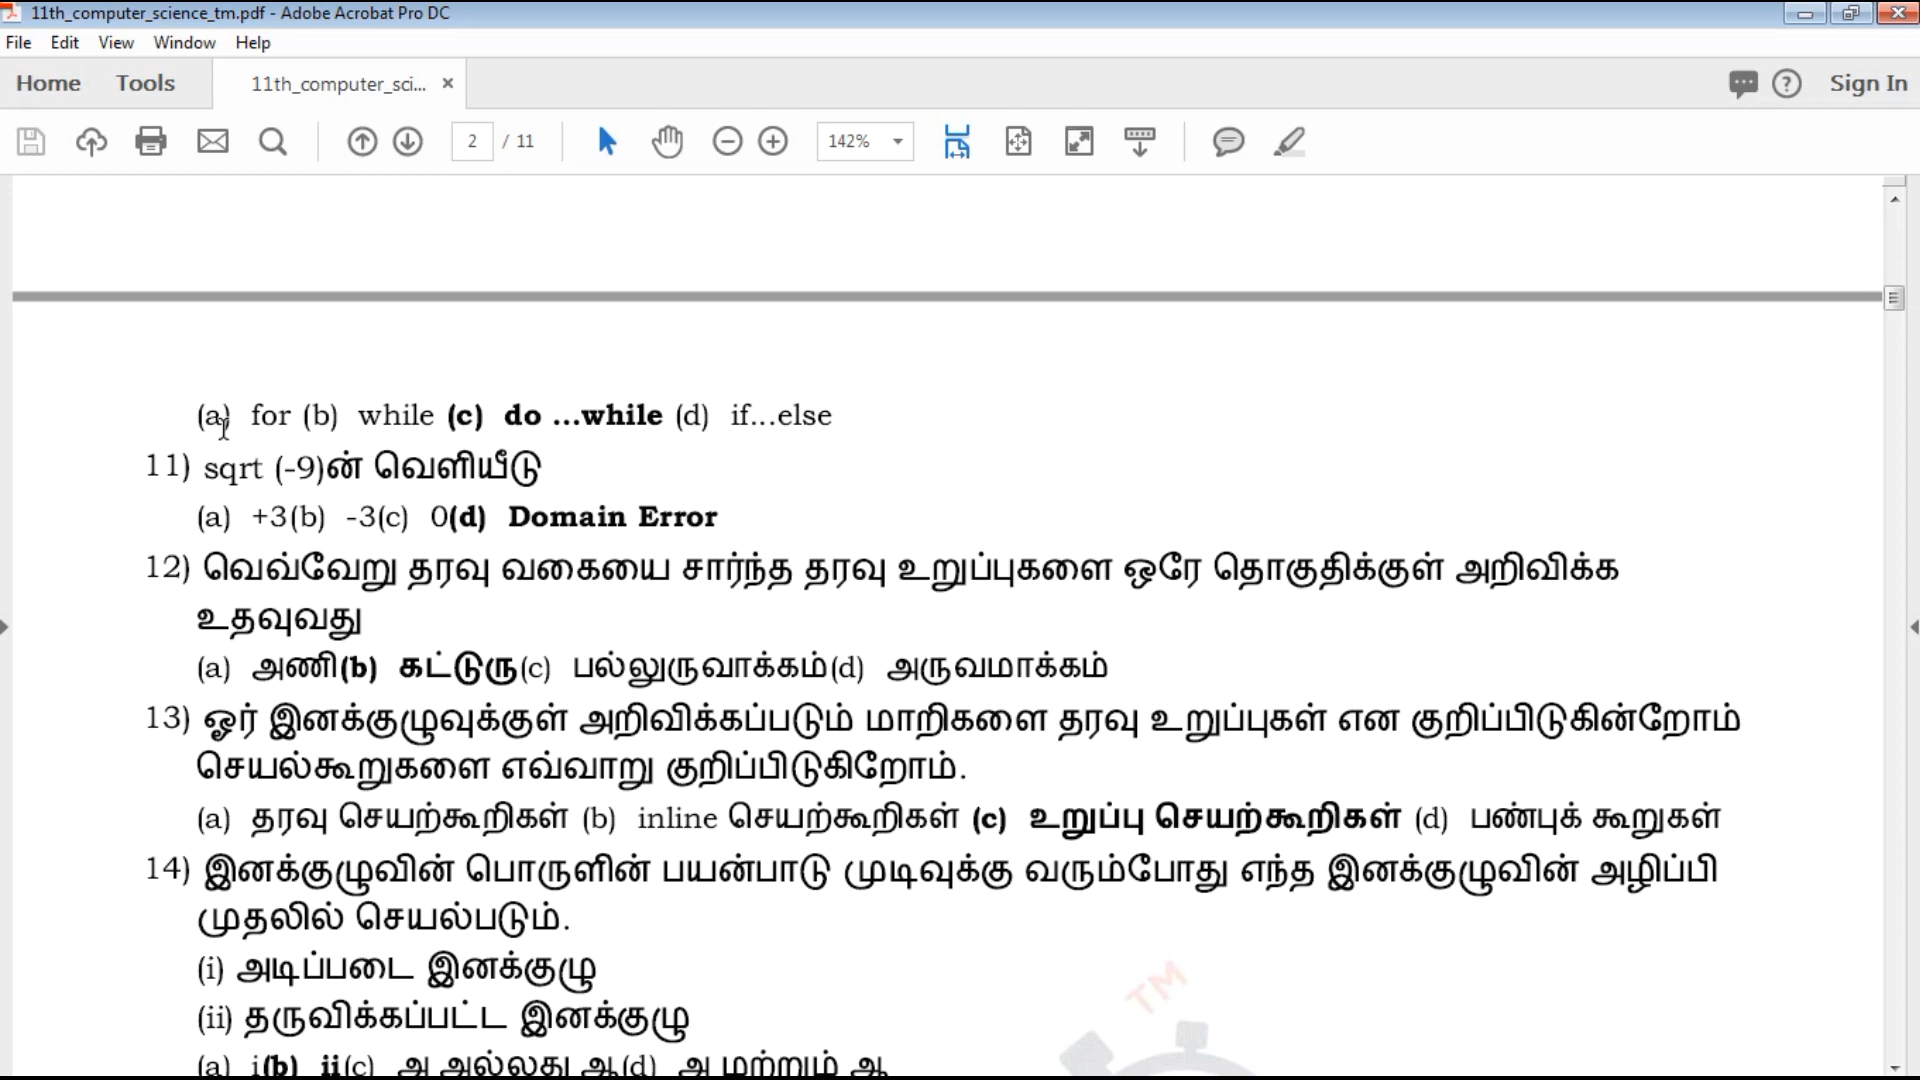 11th_computer_science_tm.pdf - Adobe Acrobat Pro DC
File Edit View Window Help
Home Tools 11th_computer_sci... × Sign In
2 / 11 142%
(a) for (b) while (c) do ...while (d) if...else
11) sqrt (-9)ன் வெளியீடு
(a) +3(b) -3(c) 0(d) Domain Error
12) வெவ்வேறு தரவு வகையை சார்ந்த தரவு உறுப்புகளை ஒரே தொகுதிக்குள் அறிவிக்க
உதவுவது
(a) அணி(b) கட்டுரு(c) பல்லுருவாக்கம்(d) அருவமாக்கம்
13) ஓர் இனக்குழுவுக்குள் அறிவிக்கப்படும் மாறிகளை தரவு உறுப்புகள் என குறிப்பிடுகின்றோம்
செயல்கூறுகளை எவ்வாறு குறிப்பிடுகிறோம்.
(a) தரவு செயற்கூறிகள் (b) inline செயற்கூறிகள் (c) உறுப்பு செயற்கூறிகள் (d) பண்புக் கூறுகள்
14) இனக்குழுவின் பொருளின் பயன்பாடு முடிவுக்கு வரும்போது எந்த இனக்குழுவின் அழிப்பி
முதலில் செயல்படும்.
(i) அடிப்படை இனக்குழு
(ii) தருவிக்கப்பட்ட இனக்குழு
(a) i(b) ii(c) அ அல்லது ஆ(d) அ மற்றும் ஆ
TM